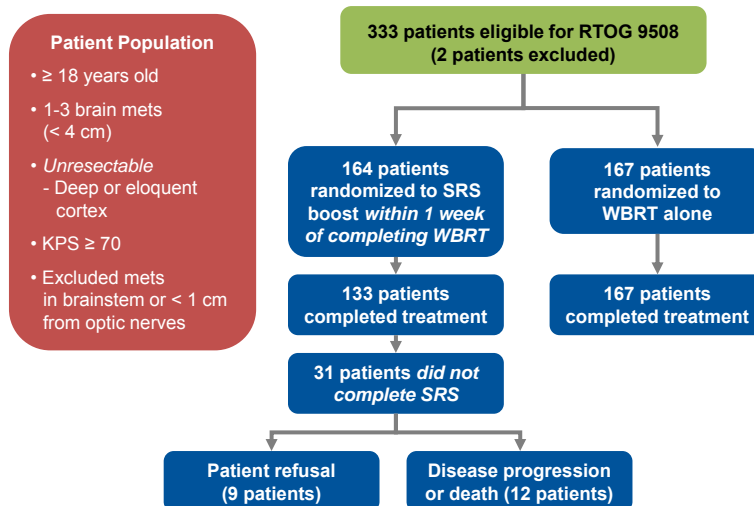 Patient Population
• ≥ 18 years old
• 1-3 brain mets
(< 4 cm)
• Unresectable
- Deep or eloquent
cortex
• KPS ≥ 70
• Excluded mets
in brainstem or < 1 cm
from optic nerves
333 patients eligible for RTOG 9508
(2 patients excluded)
164 patients
randomized to SRS
boost within 1 week
of completing WBRT
167 patients
randomized to
WBRT alone
133 patients
completed treatment
167 patients
completed treatment
31 patients did not
complete SRS
Patient refusal
(9 patients)
Disease progression
or death (12 patients)